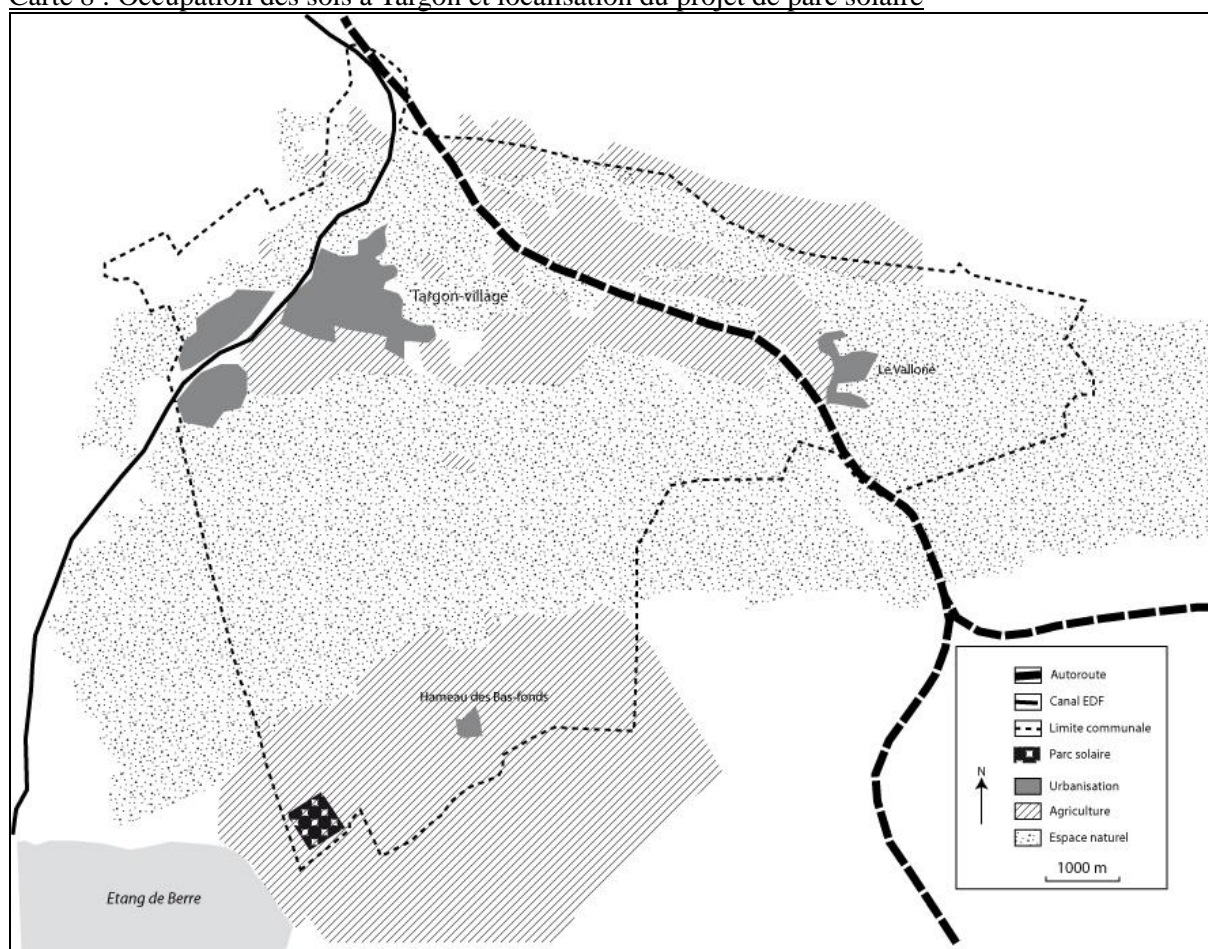 Carte 8 : Occupation des sols à Targon et localisation du projet de parc solaire
Targon-village
Le Vallorié
Hameau des Bas-fonds
Etang de Berre
Autoroute
Canal EDF
Limite communale
Parc solaire
N
Urbanisation
Agriculture
Espace naturel
1000 m